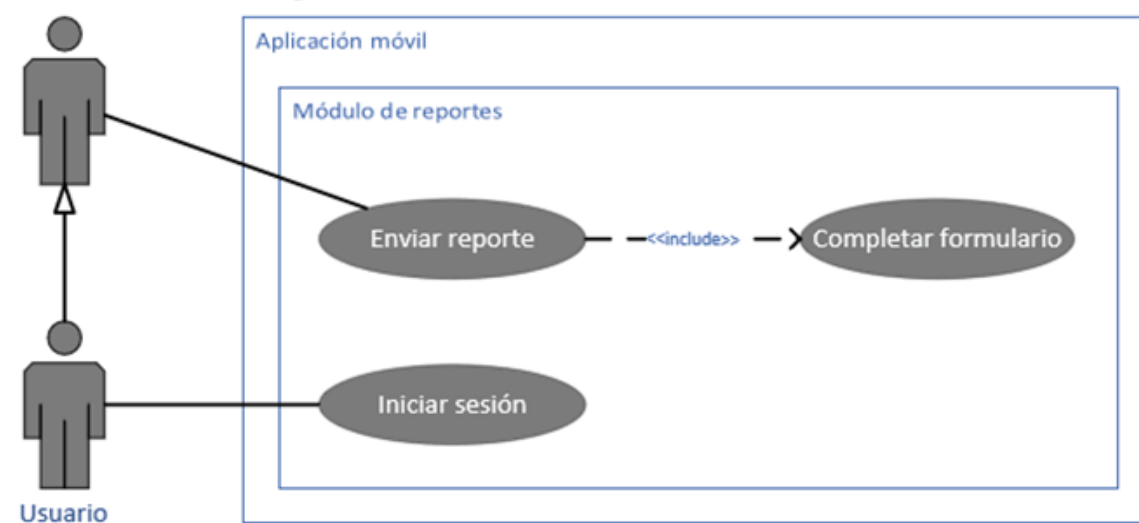 Aplicación móvil
Módulo de reportes
Enviar reporte
<<include>>
Completar formulario
Iniciar sesión
Usuario